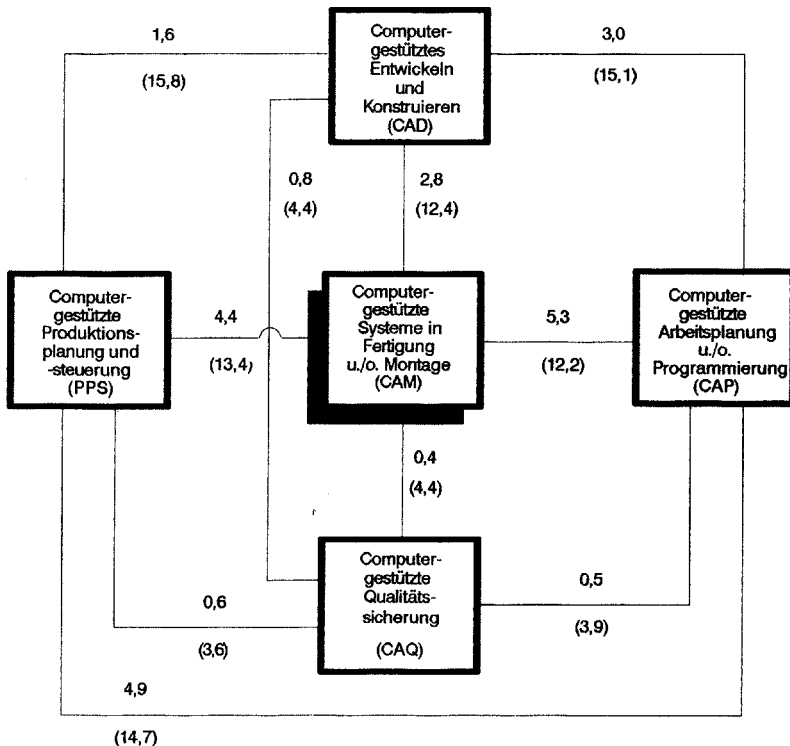 1,6
(15,8)
Computer-
gestütztes
Entwickeln
und
Konstruieren
(CAD)
3,0
(15,1)
0,8
(4,4)
2,8
(12,4)
Computer-
gestützte
Produktions-
planung und
-steuerung
(PPS)
4,4
(13,4)
Computer-
gestützte
Systeme in
Fertigung
u./o. Montage
(CAM)
5,3
(12,2)
Computer-
gestützte
Arbeitsplanung
u./o.
Programmierung
(CAP)
0,4
(4,4)
Computer-
gestützte
Qualitäts-
sicherung
(CAQ)
0,6
(3,6)
0,5
(3,9)
4,9
(14,7)